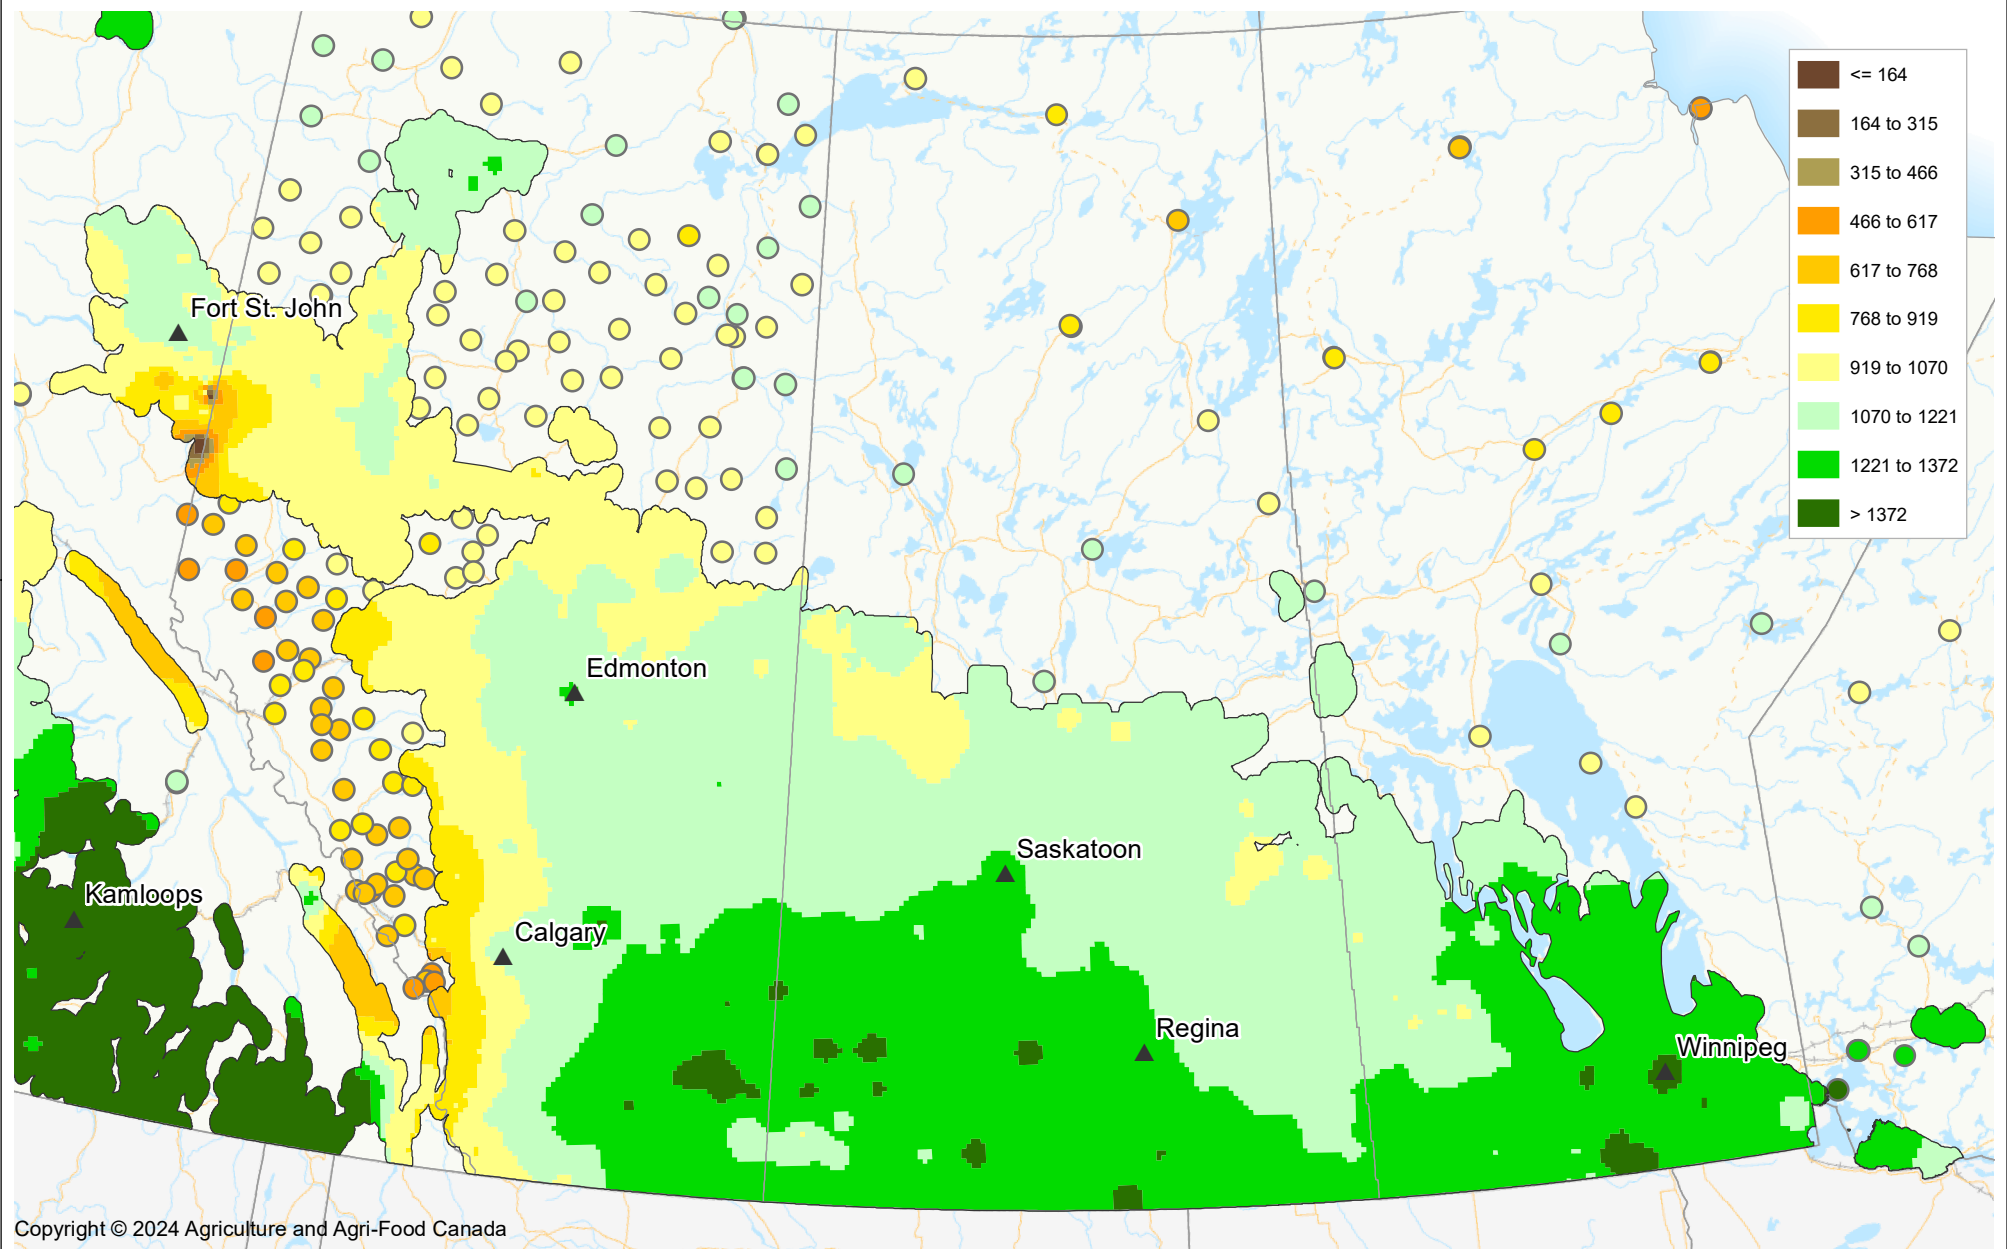 <= 164
164 to 315
315 to 466
466 to 617
617 to 768
768 to 919
919 to 1070
1070 to 1221
1221 to 1372
> 1372
Fort St. John
Edmonton
Saskatoon
Kamloops
Calgary
Regina
Winnipeg
Copyright © 2024 Agriculture and Agri-Food Canada